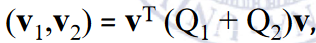 (v₁,v₂) = vᵀ (Q₁ + Q₂)v,